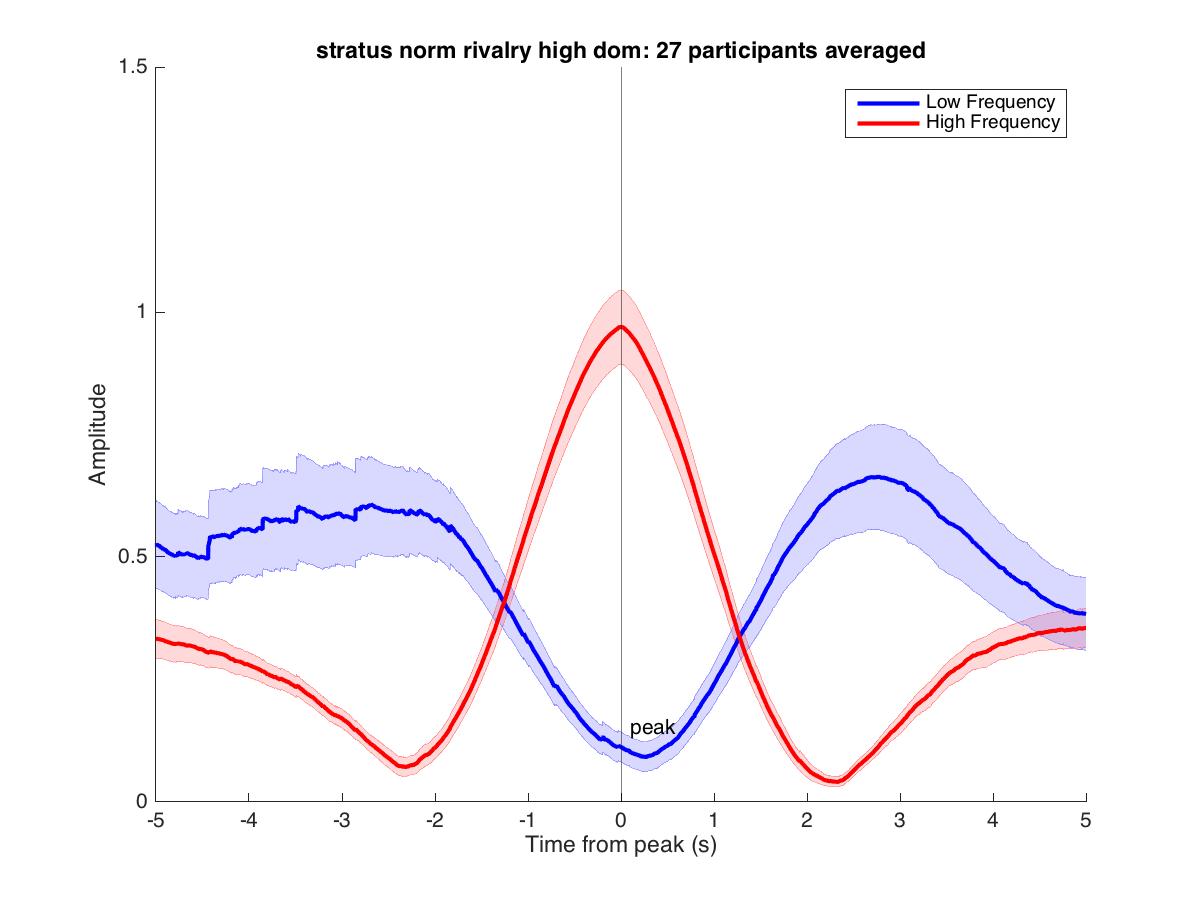 stratus norm rivalry high dom: 27 participants averaged
1.5
Low Frequency
High Frequency
1
Amplitude
0.5
peak
0
-5 -4 -3 -2 -1 0 1 2 3 4 5
Time from peak (s)